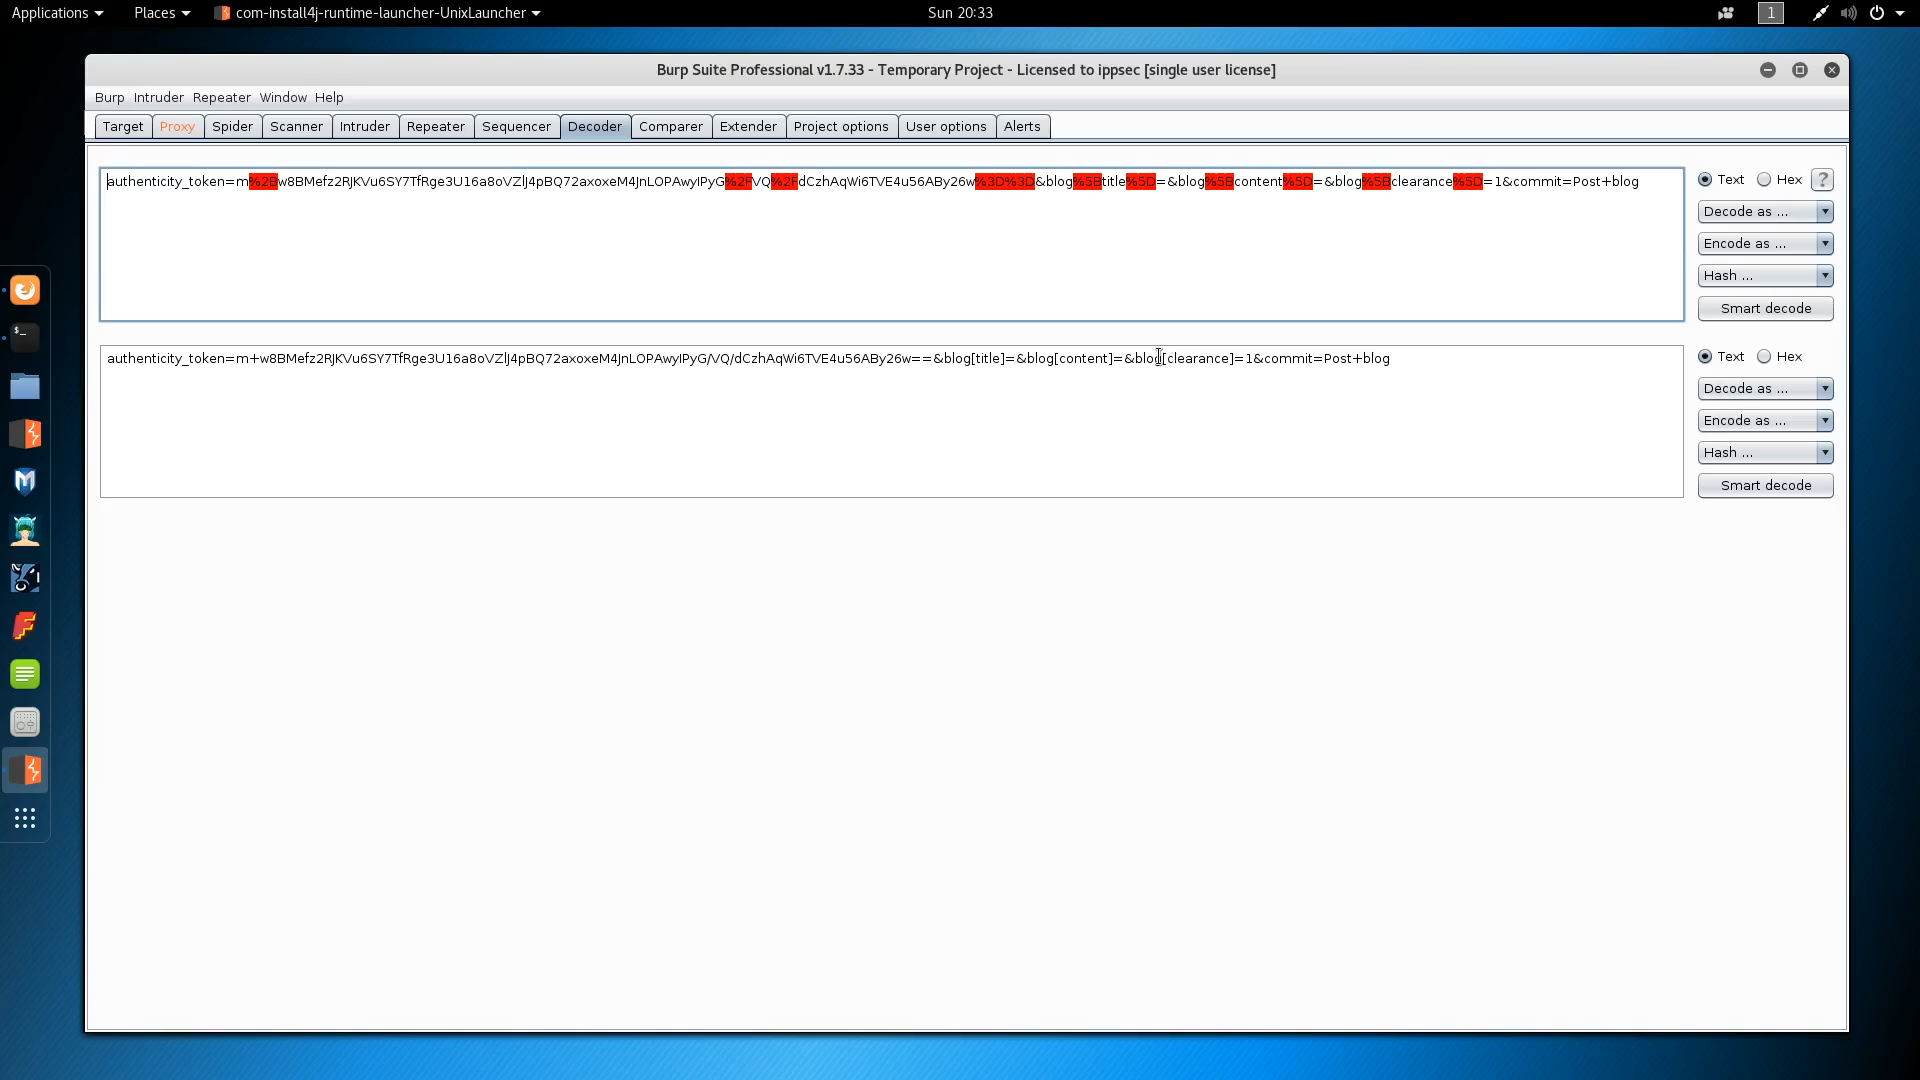 Applications Places com-install4j-runtime-launcher-UnixLauncher Sun 20:33 1
Burp Suite Professional v1.7.33 - Temporary Project - Licensed to ippsec [single user license]
Burp Intruder Repeater Window Help
Target Proxy Spider Scanner Intruder Repeater Sequencer Decoder Comparer Extender Project options User options Alerts
authenticity_token=m%2Bw8BMefz2RJKVu6SY7TfRge3U16a8oVZlJ4pBQ72axoxeM4JnLOPAwyIPyG%2FVQ%2FdCzhAqWi6TVE4u56ABy26w%3D%3D&blog%5Btitle%5D=&blog%5Bcontent%5D=&blog%5Bclearance%5D=1&commit=Post+blog
Text Hex ?
Decode as ...
Encode as ...
Hash ...
Smart decode
authenticity_token=m+w8BMefz2RJKVu6SY7TfRge3U16a8oVZlJ4pBQ72axoxeM4JnLOPAwyIPyG/VQ/dCzhAqWi6TVE4u56ABy26w==&blog[title]=&blog[content]=&blog[clearance]=1&commit=Post+blog
Text Hex
Decode as ...
Encode as ...
Hash ...
Smart decode